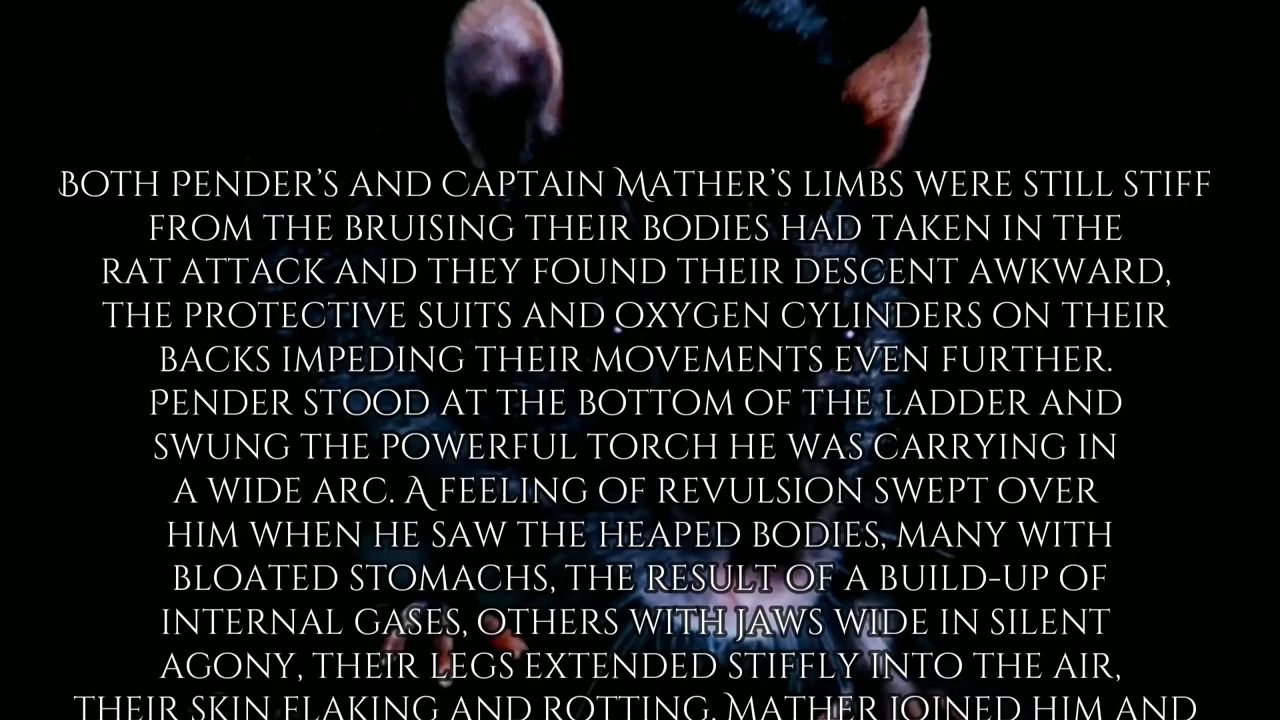 Both Pender’s and Captain Mather’s limbs were still stiff
from the bruising their bodies had taken in the
rat attack and they found their descent awkward,
the protective suits and oxygen cylinders on their
backs impeding their movements even further.
Pender stood at the bottom of the ladder and
swung the powerful torch he was carrying in
a wide arc. A feeling of revulsion swept over
him when he saw the heaped bodies, many with
bloated stomachs, the result of a build-up of
internal gases, others with jaws wide in silent
agony, their legs extended stiffly into the air,
their skin flaking and rotting. Mather joined him and